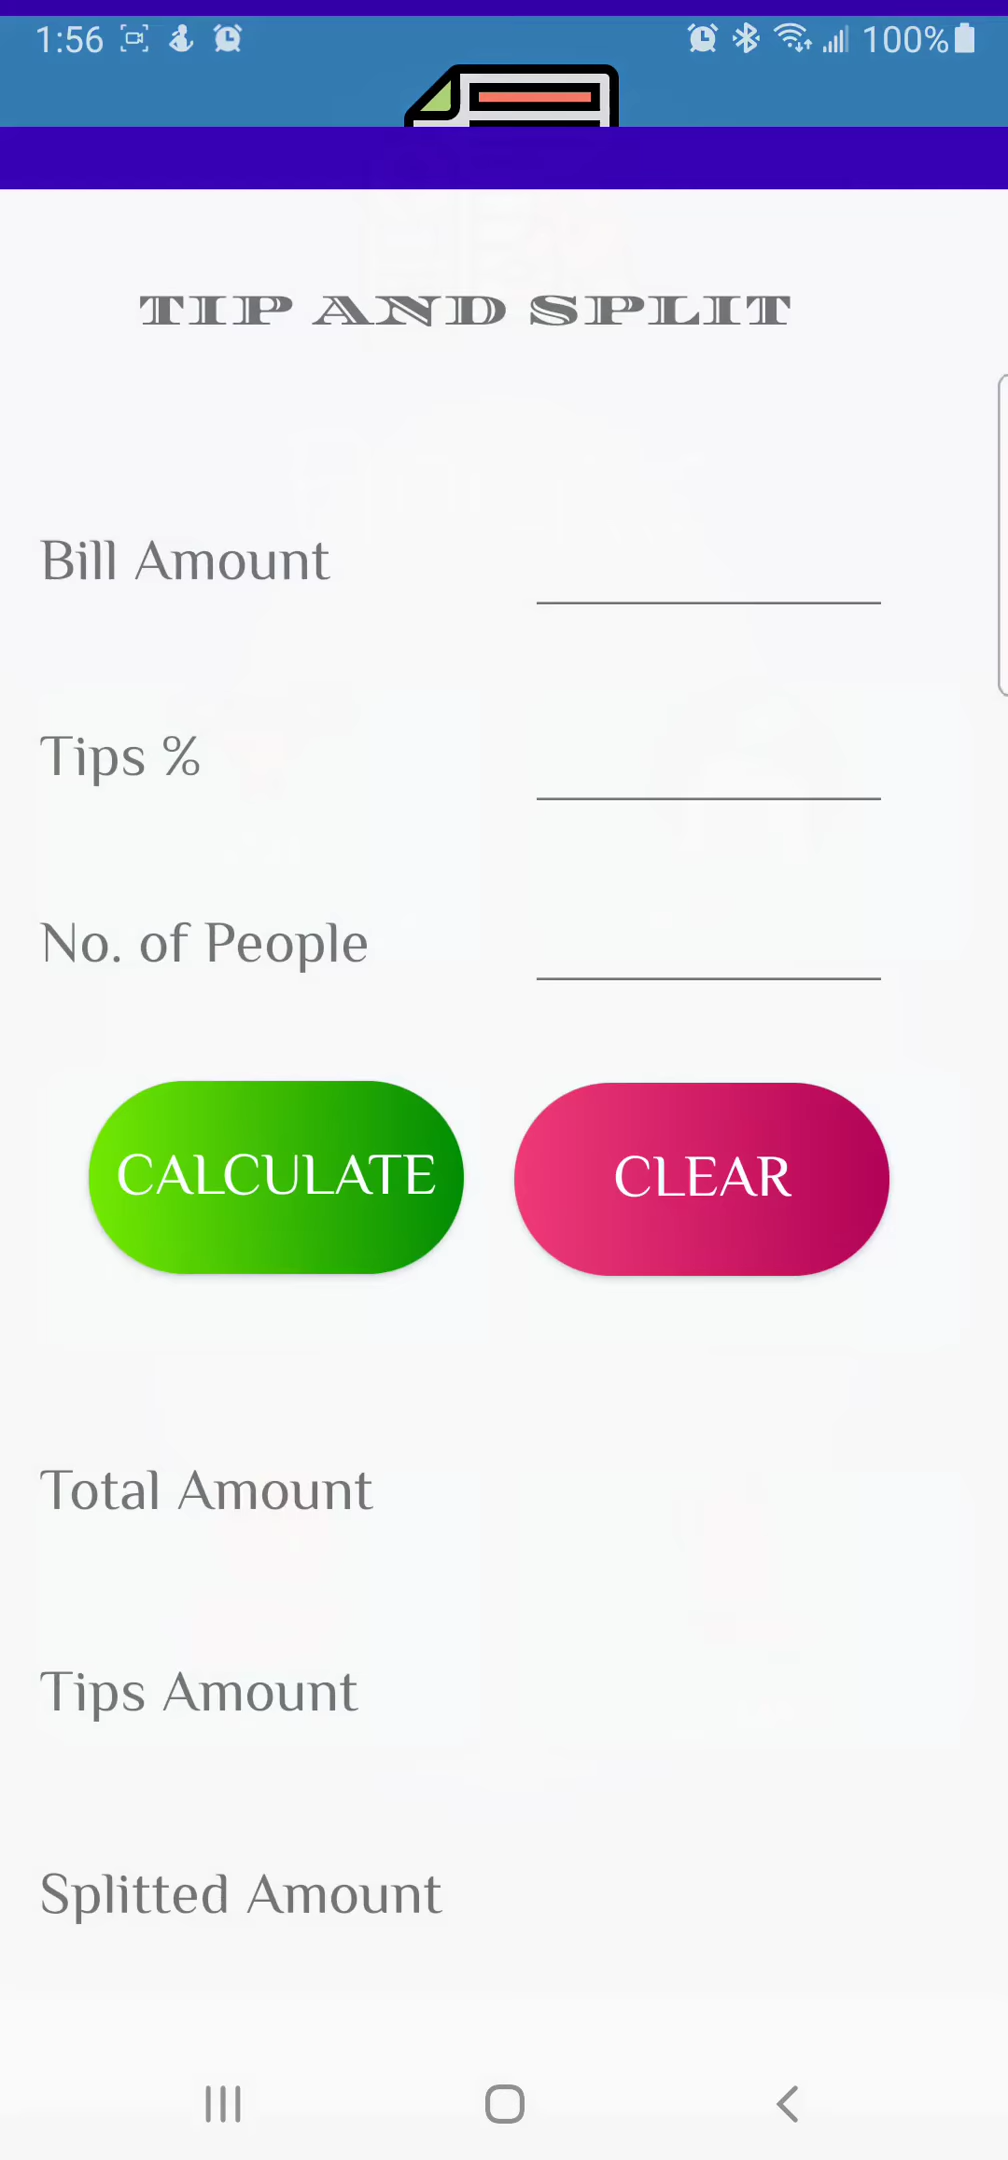 1:56 100%
TIP AND SPLIT
Bill Amount
Tips %
No. of People
CALCULATE CLEAR
Total Amount
Tips Amount
Splitted Amount